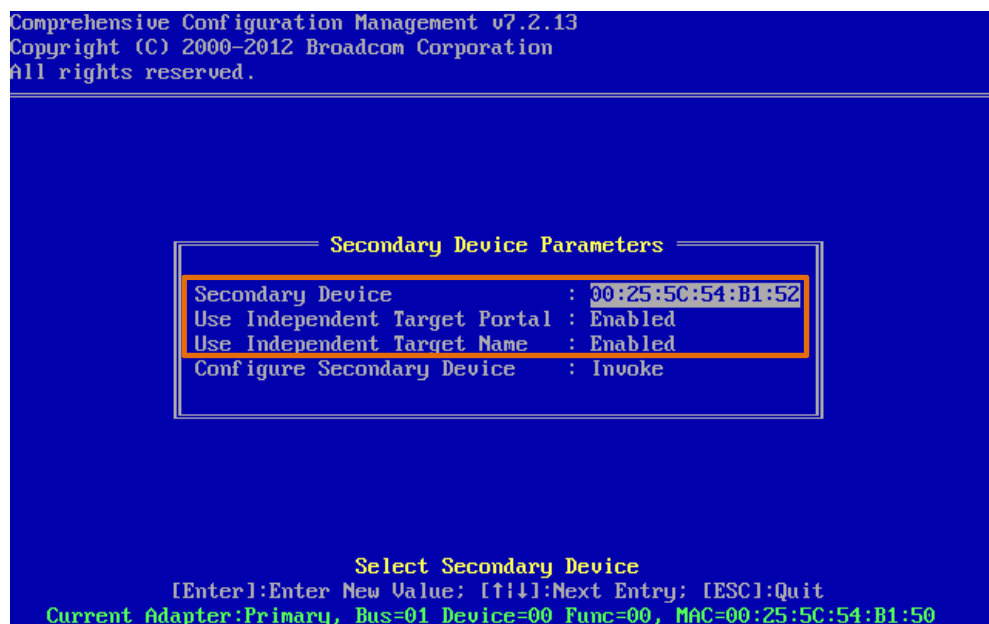 Comprehensive Configuration Management v7.2.13
Copyright (C) 2000-2012 Broadcom Corporation
All rights reserved.
Secondary Device Parameters
Secondary Device : 00:25:5C:54:B1:52
Use Independent Target Portal : Enabled
Use Independent Target Name : Enabled
Configure Secondary Device : Invoke
Select Secondary Device
[Enter]:Enter New Value; [↑¦↓]:Next Entry; [ESC]:Quit
Current Adapter:Primary, Bus=01 Device=00 Func=00, MAC=00:25:5C:54:B1:50